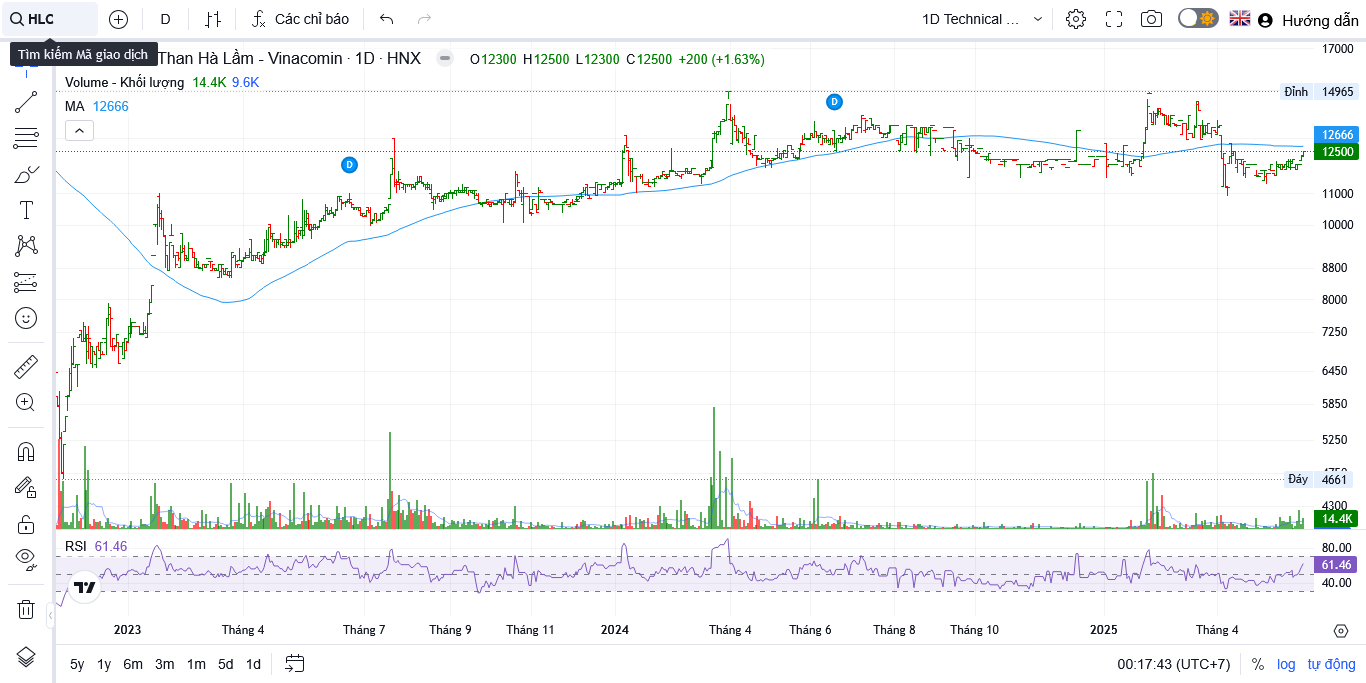 HLC
D
Các chỉ báo
1D Technical ...
Hướng dẫn
Tìm kiếm Mã giao dịch
Than Hà Lầm - Vinacomin · 1D · HNX
O12300 H12500 L12300 C12500 +200 (+1.63%)
Volume - Khối lượng 14.4K 9.6K
MA 12666
17000
Đỉnh 14965
12666
12500
11000
10000
8800
8000
7250
6450
5850
5250
Đáy 4661
4300
14.4K
D
D
RSI 61.46
80.00
61.46
40.00
2023 Tháng 4 Tháng 7 Tháng 9 Tháng 11 2024 Tháng 4 Tháng 6 Tháng 8 Tháng 10 2025 Tháng 4
5y 1y 6m 3m 1m 5d 1d
00:17:43 (UTC+7) % log tự động